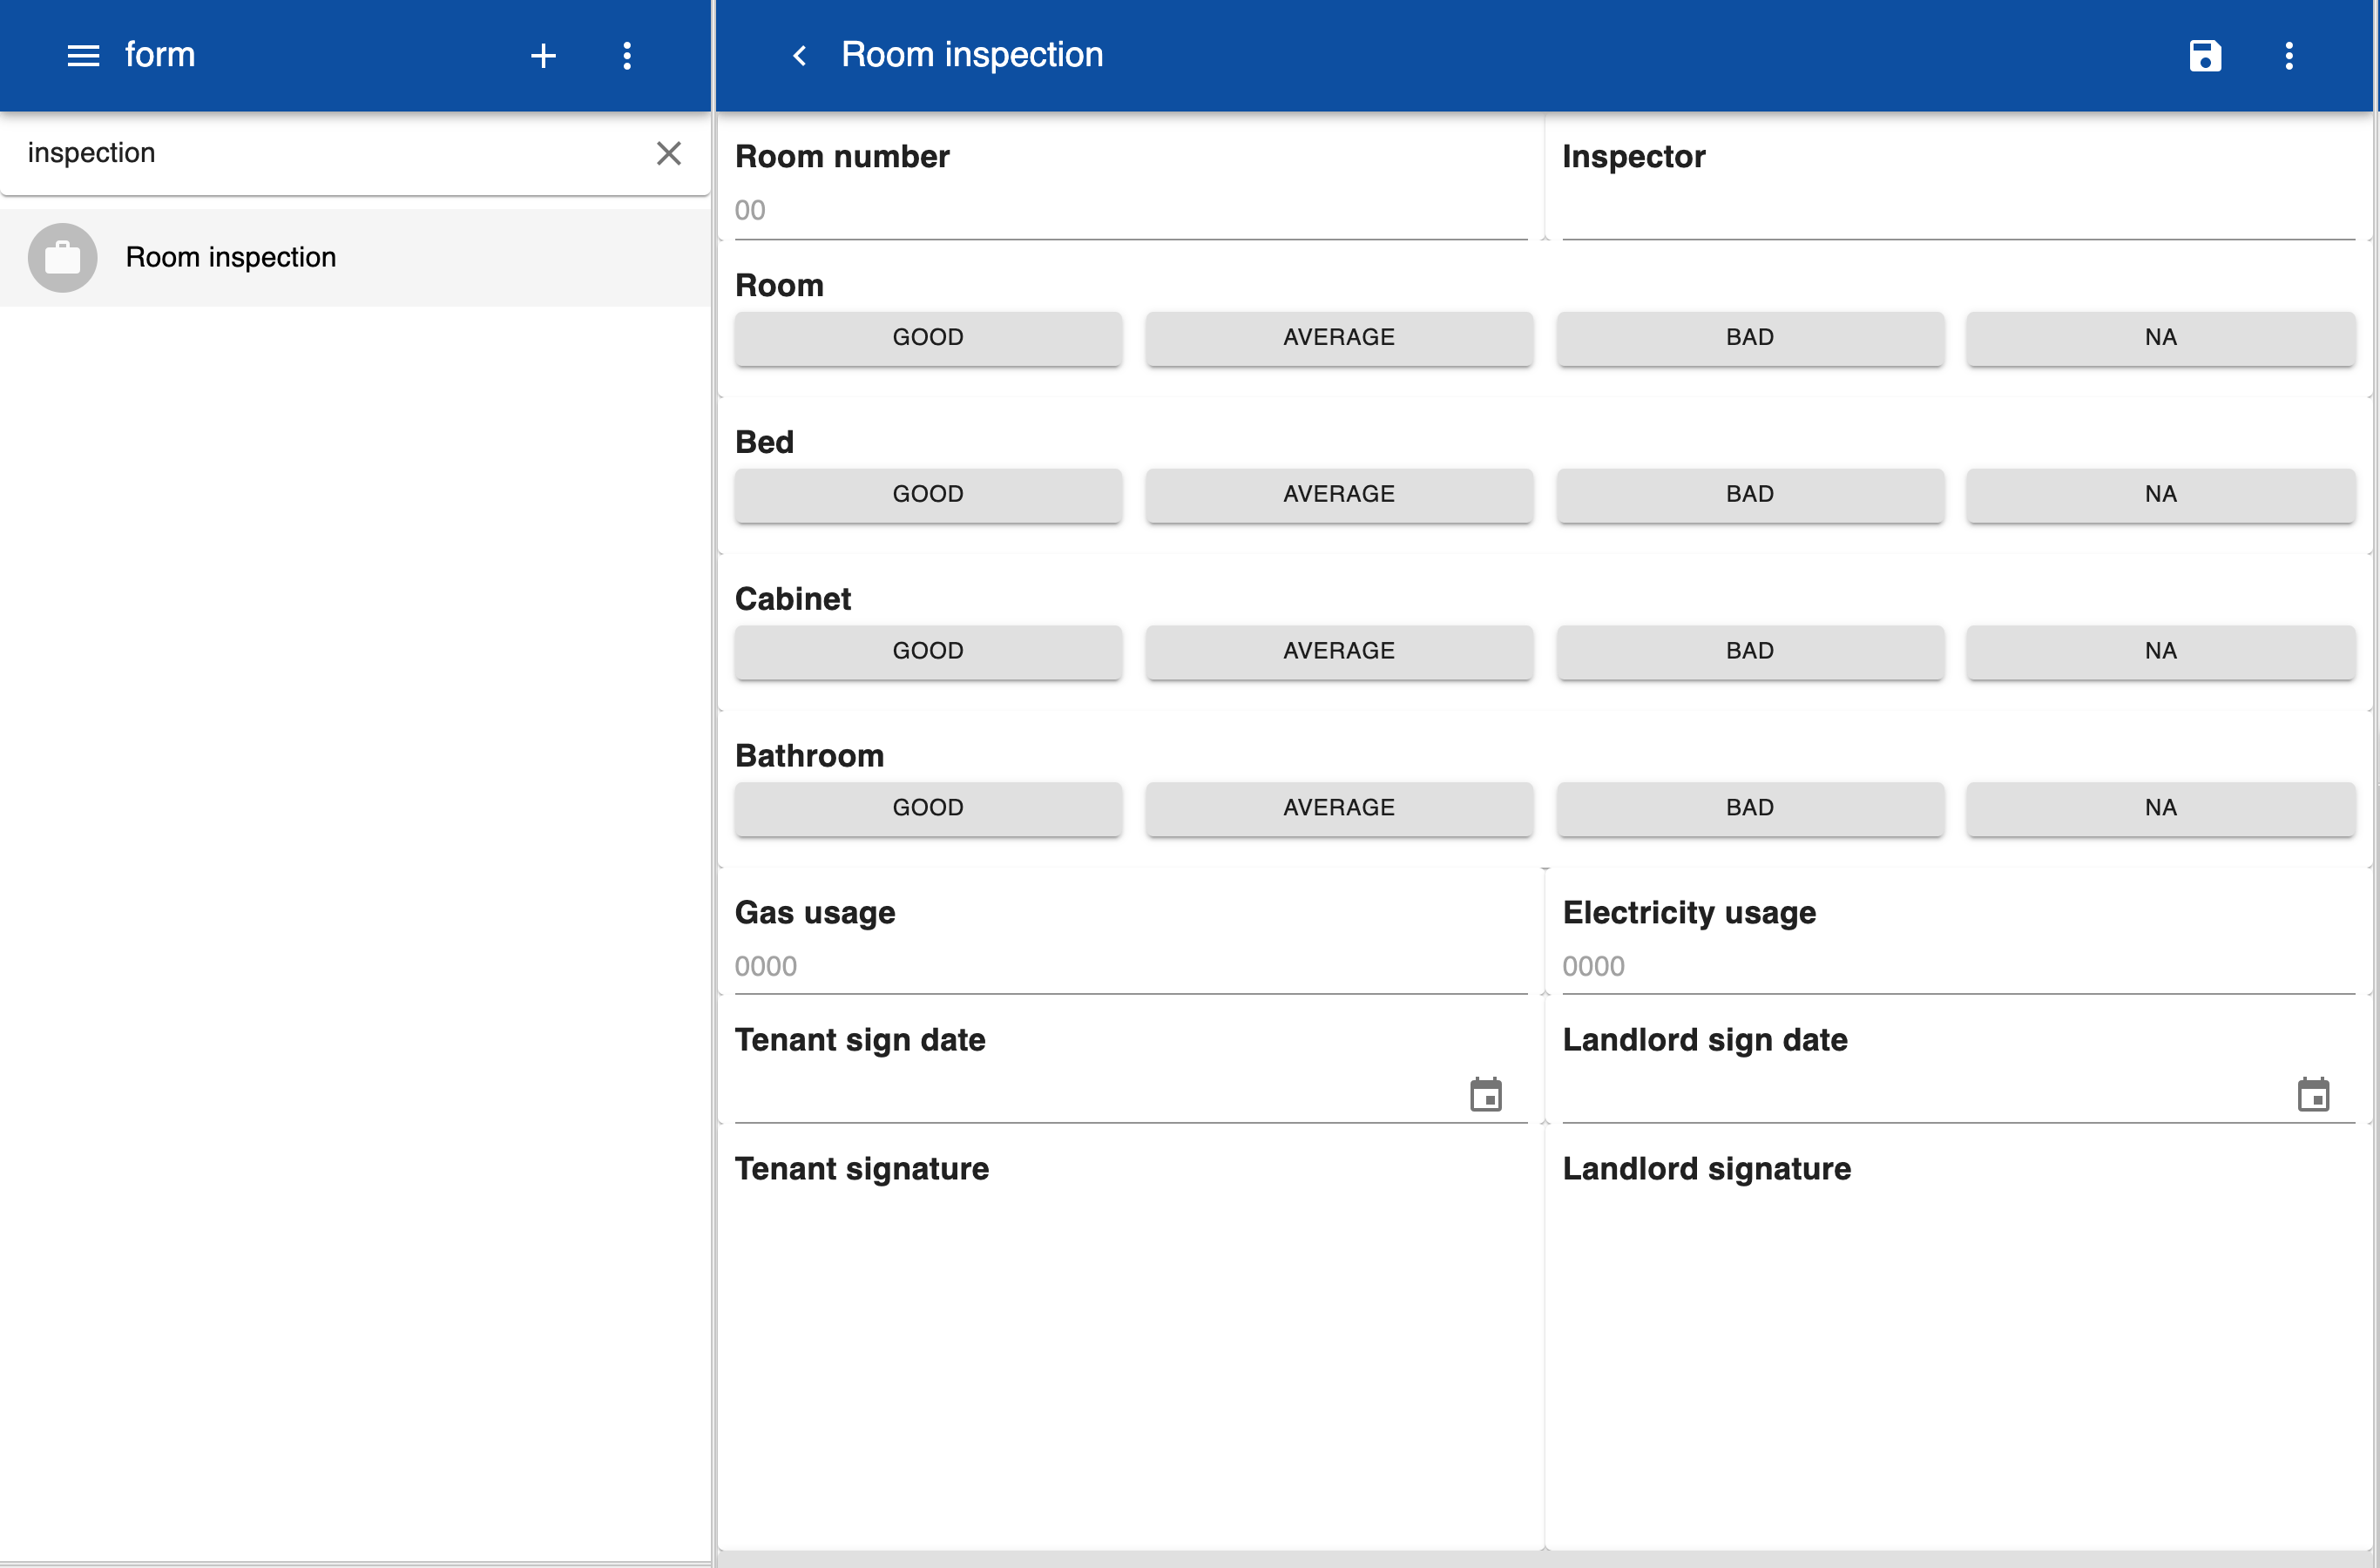 form
inspection
Room inspection
Room inspection
Room number
Inspector
00
Room
GOOD AVERAGE BAD NA
Bed
GOOD AVERAGE BAD NA
Cabinet
GOOD AVERAGE BAD NA
Bathroom
GOOD AVERAGE BAD NA
Gas usage
Electricity usage
0000
0000
Tenant sign date
Landlord sign date
Tenant signature
Landlord signature